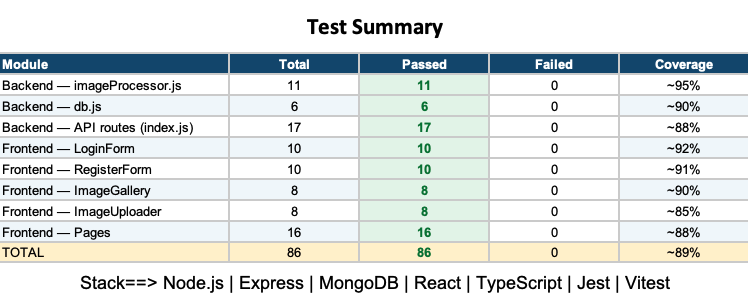 Test Summary
Module Total Passed Failed Coverage
Backend — imageProcessor.js 11 11 0 ~95%
Backend — db.js 6 6 0 ~90%
Backend — API routes (index.js) 17 17 0 ~88%
Frontend — LoginForm 10 10 0 ~92%
Frontend — RegisterForm 10 10 0 ~91%
Frontend — ImageGallery 8 8 0 ~90%
Frontend — ImageUploader 8 8 0 ~85%
Frontend — Pages 16 16 0 ~88%
TOTAL 86 86 0 ~89%
Stack==> Node.js | Express | MongoDB | React | TypeScript | Jest | Vitest